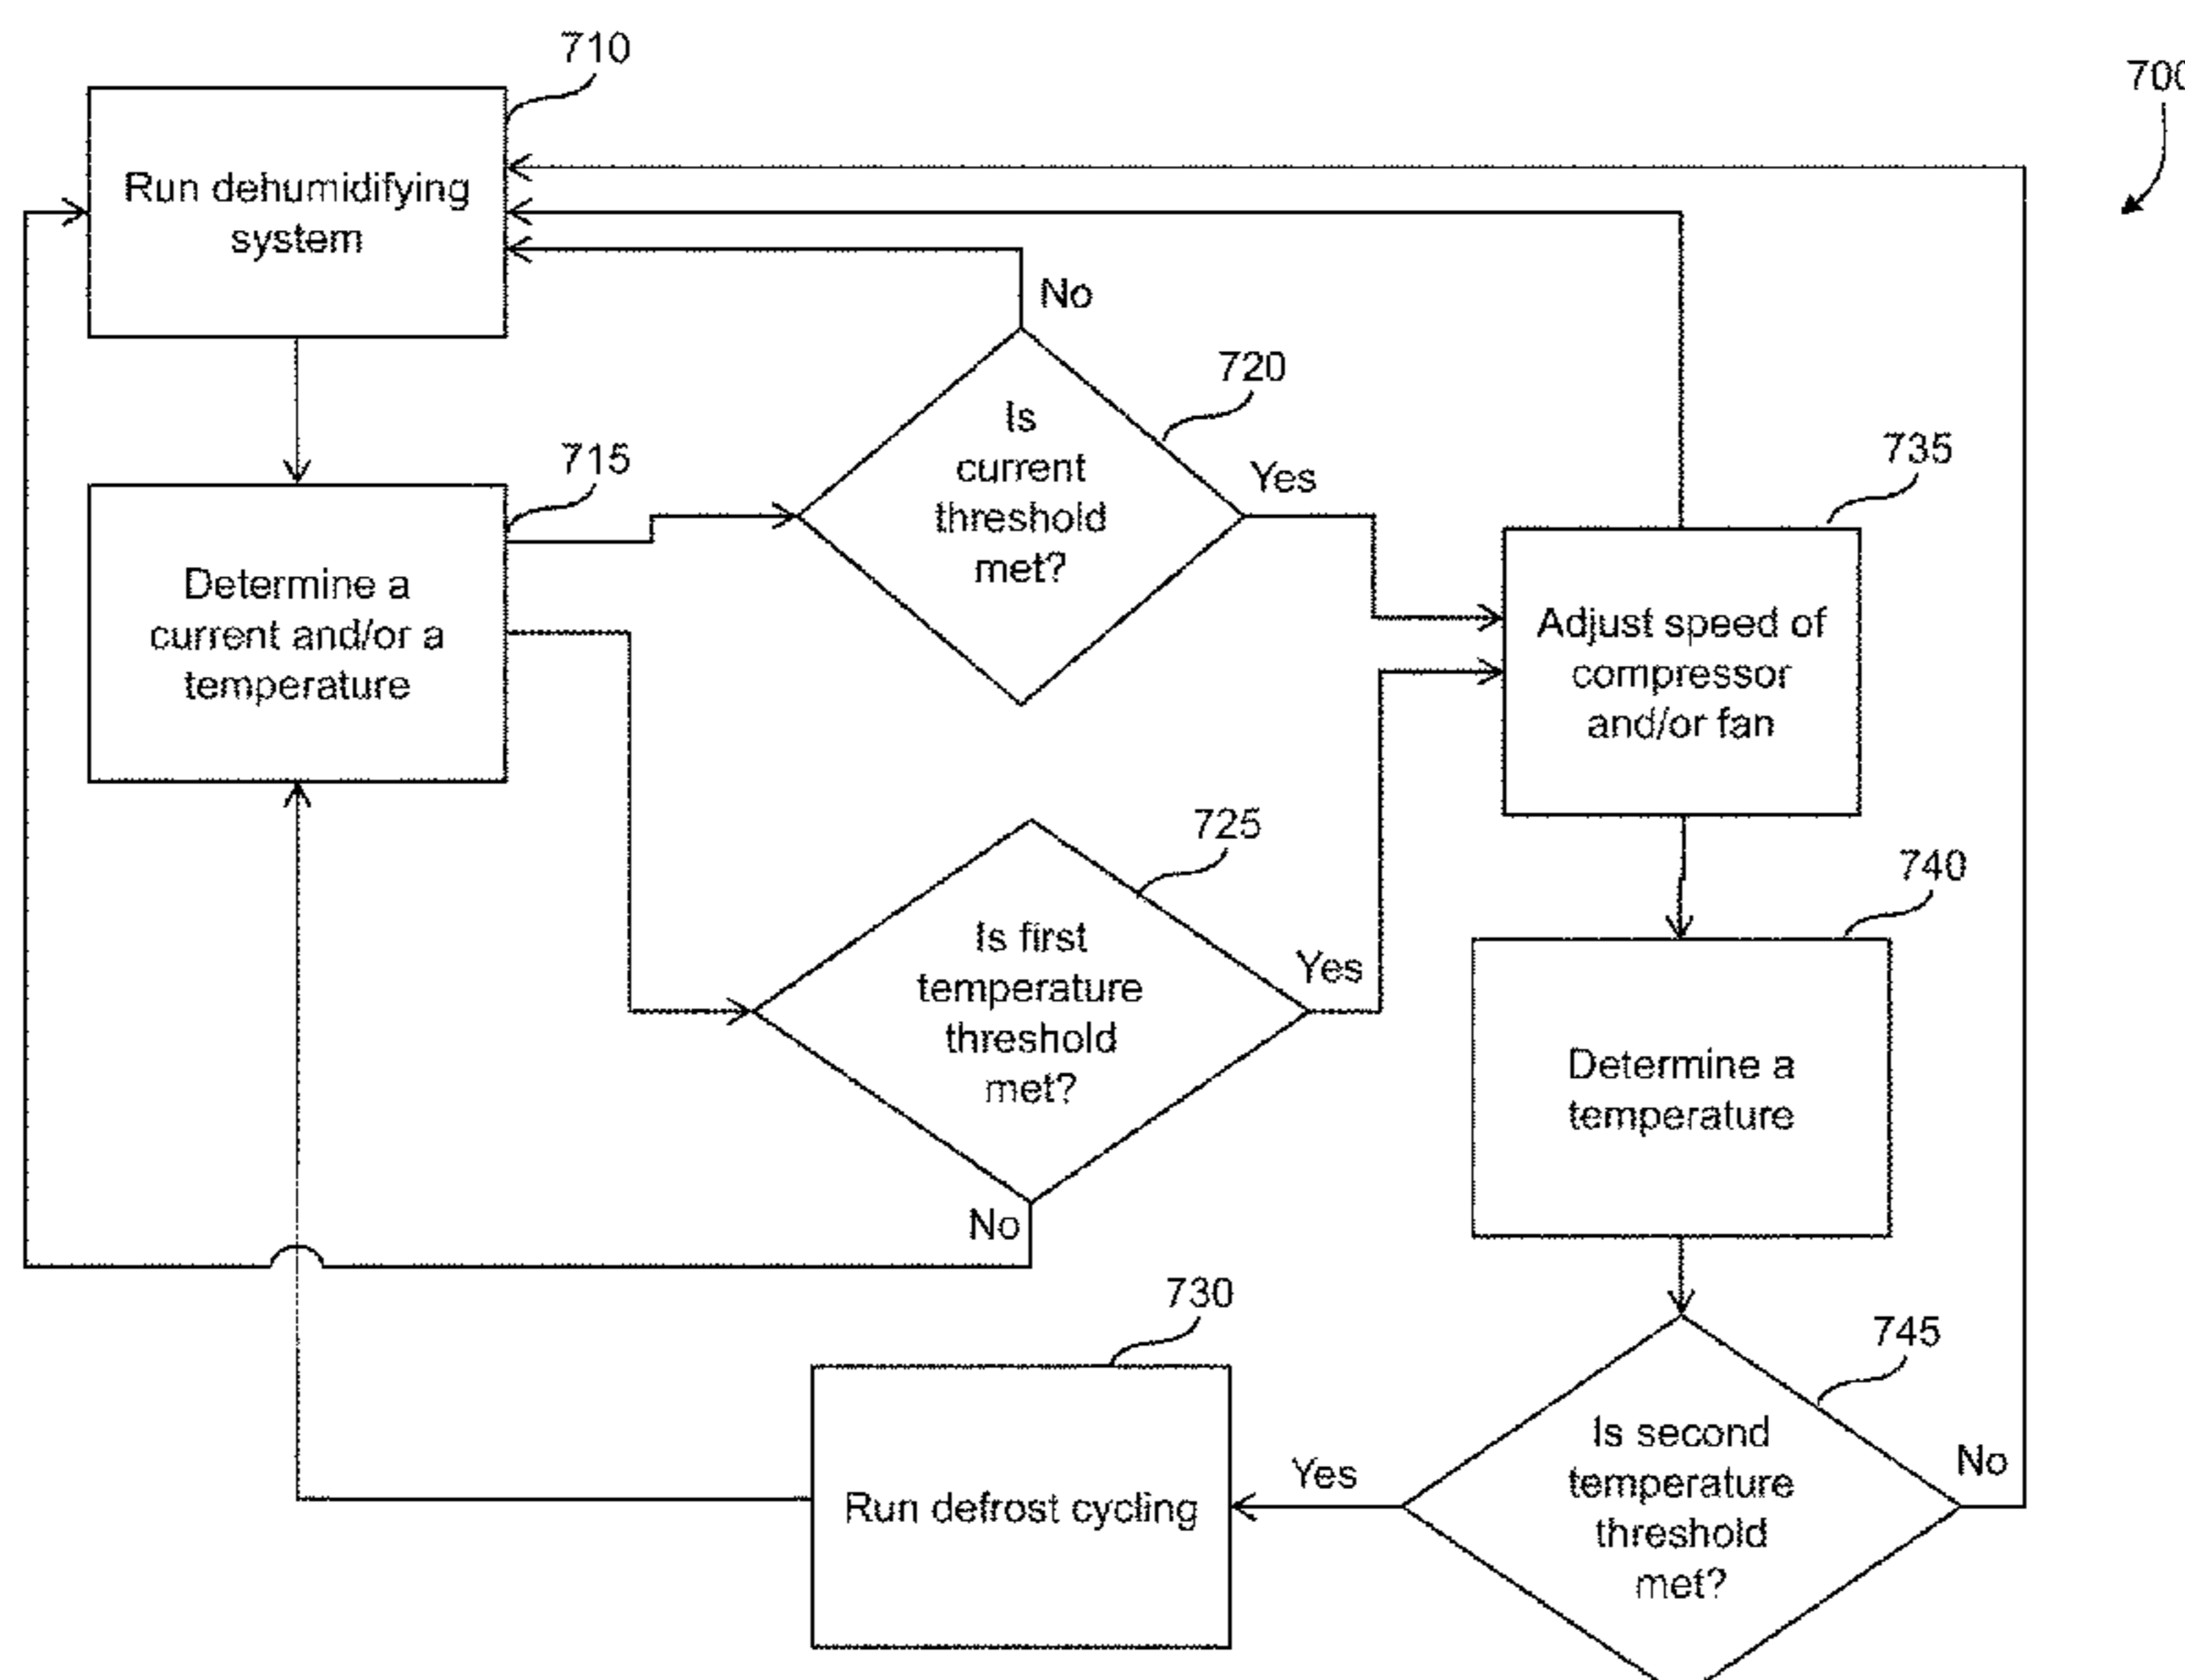 710
700
Run dehumidifying
system
No
720
Is
current
threshold
met?
Yes
715
Determine a
current and/or a
temperature
735
Adjust speed of
compressor
and/or fan
725
Is first
temperature
threshold
met?
Yes
No
740
Determine a
temperature
730
Run defrost cycling
745
Is second
temperature
threshold
met?
Yes
No